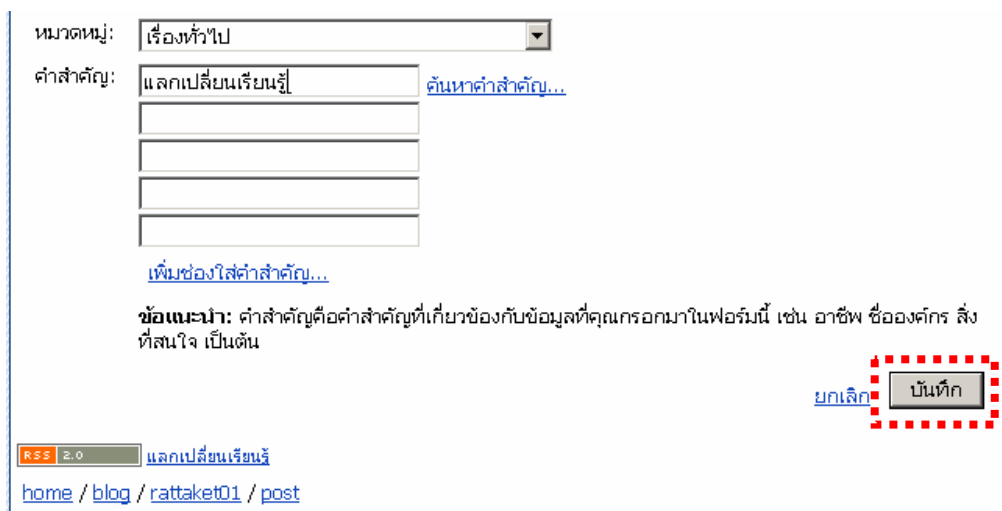 หมวดหมู่: เรื่องทั่วไป
คำสำคัญ: แลกเปลี่ยนเรียนรู้ ค้นหาคำสำคัญ...
เพิ่มช่องใส่คำสำคัญ...
ข้อแนะนำ: คำสำคัญคือคำสำคัญที่เกี่ยวข้องกับข้อมูลที่คุณกรอกมาในฟอร์มนี้ เช่น อาชีพ ชื่อองค์กร สิ่ง
ที่สนใจ เป็นต้น
ยกเลิก บันทึก
RSS 2.0 แลกเปลี่ยนเรียนรู้
home / blog / rattaket01 / post